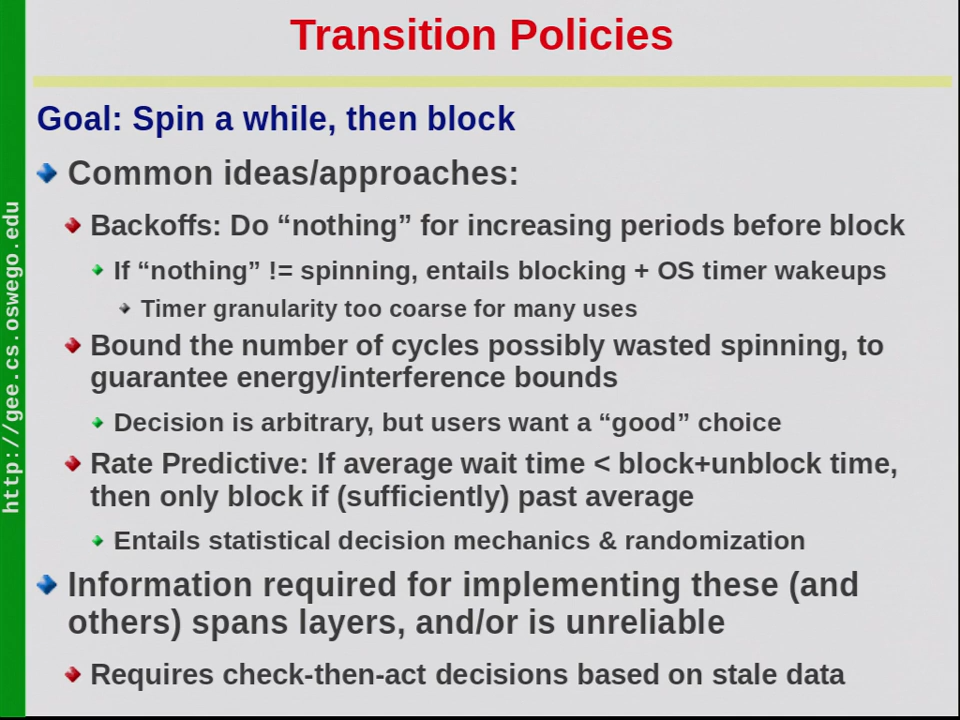 Transition Policies
Goal: Spin a while, then block
Common ideas/approaches:
Backoffs: Do “nothing” for increasing periods before block
If “nothing” != spinning, entails blocking + OS timer wakeups
Timer granularity too coarse for many uses
Bound the number of cycles possibly wasted spinning, to
guarantee energy/interference bounds
Decision is arbitrary, but users want a “good” choice
Rate Predictive: If average wait time < block+unblock time,
then only block if (sufficiently) past average
Entails statistical decision mechanics & randomization
Information required for implementing these (and
others) spans layers, and/or is unreliable
Requires check-then-act decisions based on stale data
http://gee.cs.oswego.edu